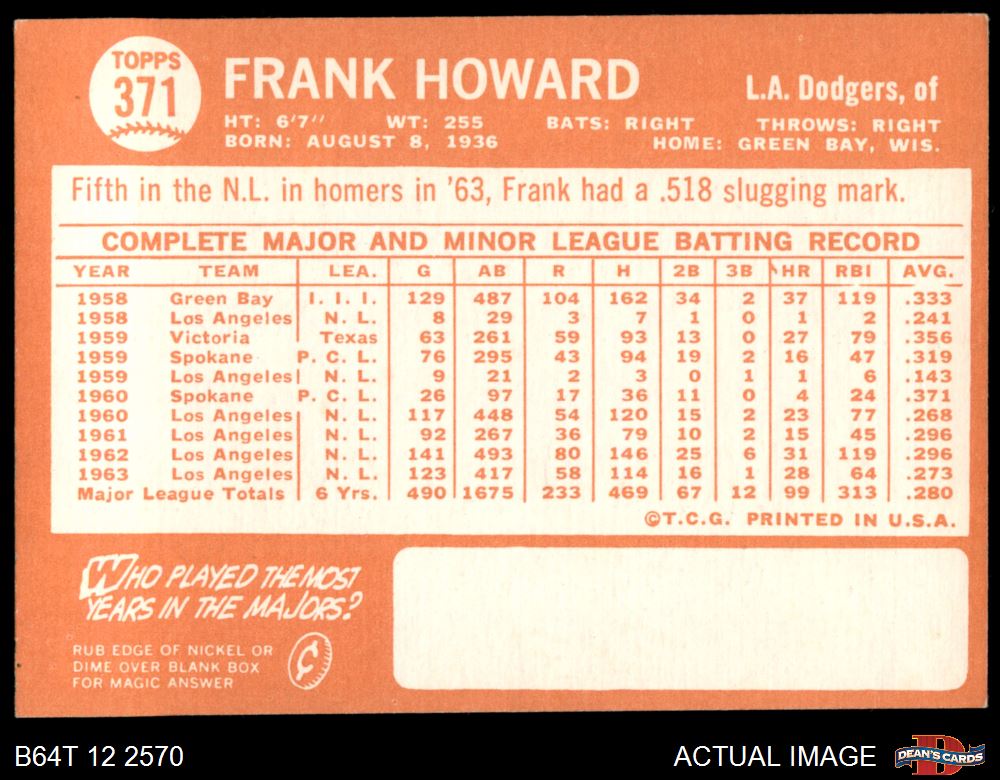 TOPPS
371
FRANK HOWARD
L.A. Dodgers, of
HT: 6'7" WT: 255 BATS: RIGHT THROWS: RIGHT
BORN: AUGUST 8, 1936 HOME: GREEN BAY, WIS.
Fifth in the N.L. in homers in '63, Frank had a .518 slugging mark.
COMPLETE MAJOR AND MINOR LEAGUE BATTING RECORD
YEAR TEAM LEA. G AB R H 2B 3B HR RBI AVG.
1958 Green Bay I. I. I. 129 487 104 162 34 2 37 119 .333
1958 Los Angeles N. L. 8 29 3 7 1 0 1 2 .241
1959 Victoria Texas 63 261 59 93 13 0 27 79 .356
1959 Spokane P. C. L. 76 295 43 94 19 2 16 47 .319
1959 Los Angeles N. L. 9 21 2 3 0 1 1 6 .143
1960 Spokane P. C. L. 26 97 17 36 11 0 4 24 .371
1960 Los Angeles N. L. 117 448 54 120 15 2 23 77 .268
1961 Los Angeles N. L. 92 267 36 79 10 2 15 45 .296
1962 Los Angeles N. L. 141 493 80 146 25 6 31 119 .296
1963 Los Angeles N. L. 123 417 58 114 16 1 28 64 .273
Major League Totals 6 Yrs. 490 1675 233 469 67 12 99 313 .280
©T.C.G. PRINTED IN U.S.A.
WHO PLAYED THE MOST
YEARS IN THE MAJORS?
RUB EDGE OF NICKEL OR
DIME OVER BLANK BOX
FOR MAGIC ANSWER
¢
B64T 12 2570
ACTUAL IMAGE
D
DEAN'S CARDS